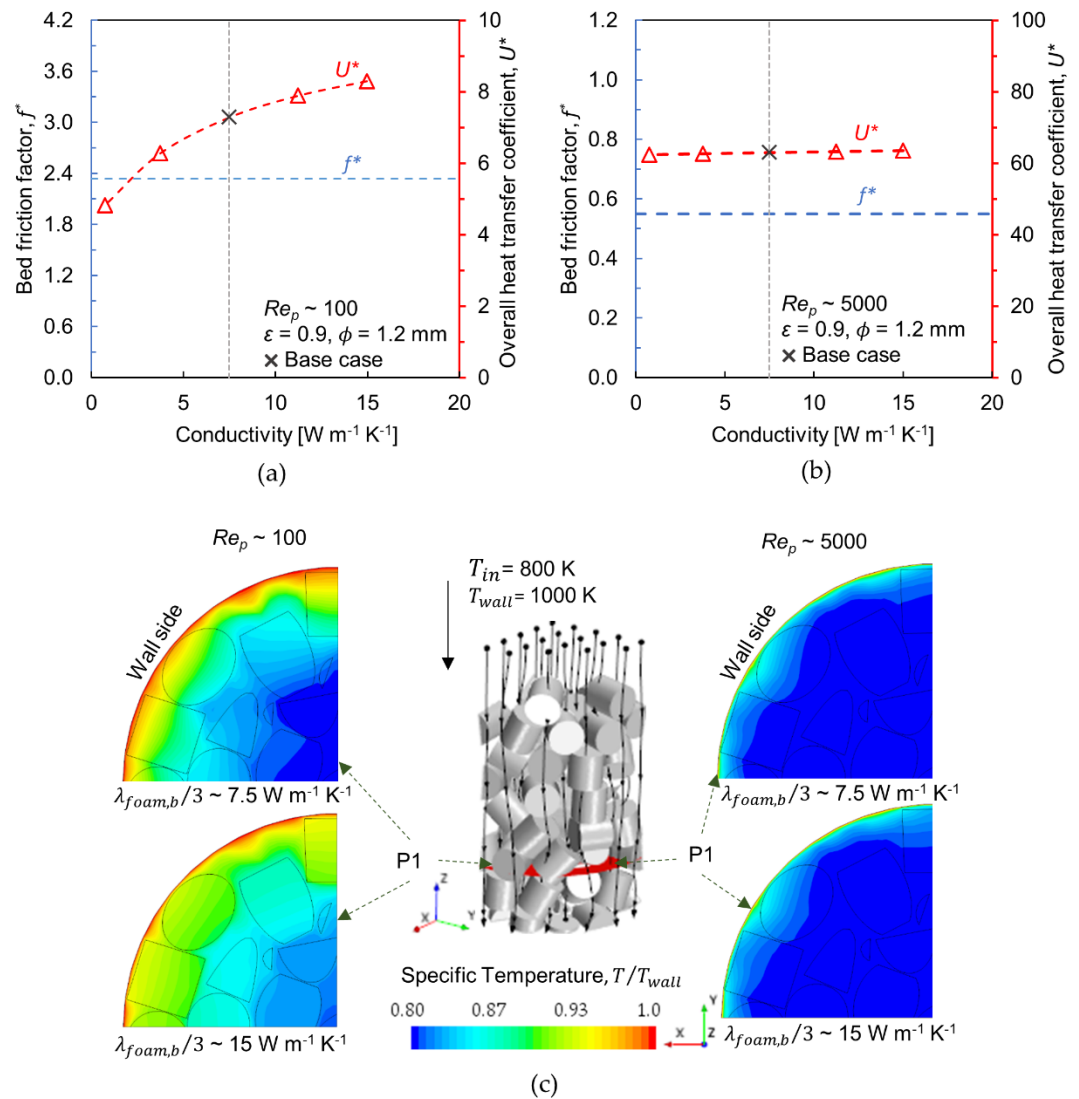 4.2
3.6
3.0
2.4
1.8
1.2
0.6
0.0
Bed friction factor, f*
10
8
6
4
2
0
Overall heat transfer coefficient, U*
U*
f*
Re_p ~ 100
ε = 0.9, ϕ = 1.2 mm
× Base case
0 5 10 15 20
Conductivity [W m⁻¹ K⁻¹]
(a)
1.2
1.0
0.8
0.6
0.4
0.2
0.0
Bed friction factor, f*
100
80
60
40
20
0
Overall heat transfer coefficient, U*
U*
f*
Re_p ~ 5000
ε = 0.9, ϕ = 1.2 mm
× Base case
0 5 10 15 20
Conductivity [W m⁻¹ K⁻¹]
(b)
Re_p ~ 100
Wall side
λ_foam,b/3 ~ 7.5 W m⁻¹ K⁻¹
λ_foam,b/3 ~ 15 W m⁻¹ K⁻¹
T_in = 800 K
T_wall = 1000 K
P1
P1
Z
X
Y
Specific Temperature, T/T_wall
0.80 0.87 0.93 1.0
Y
X
Z
Re_p ~ 5000
Wall side
λ_foam,b/3 ~ 7.5 W m⁻¹ K⁻¹
λ_foam,b/3 ~ 15 W m⁻¹ K⁻¹
(c)